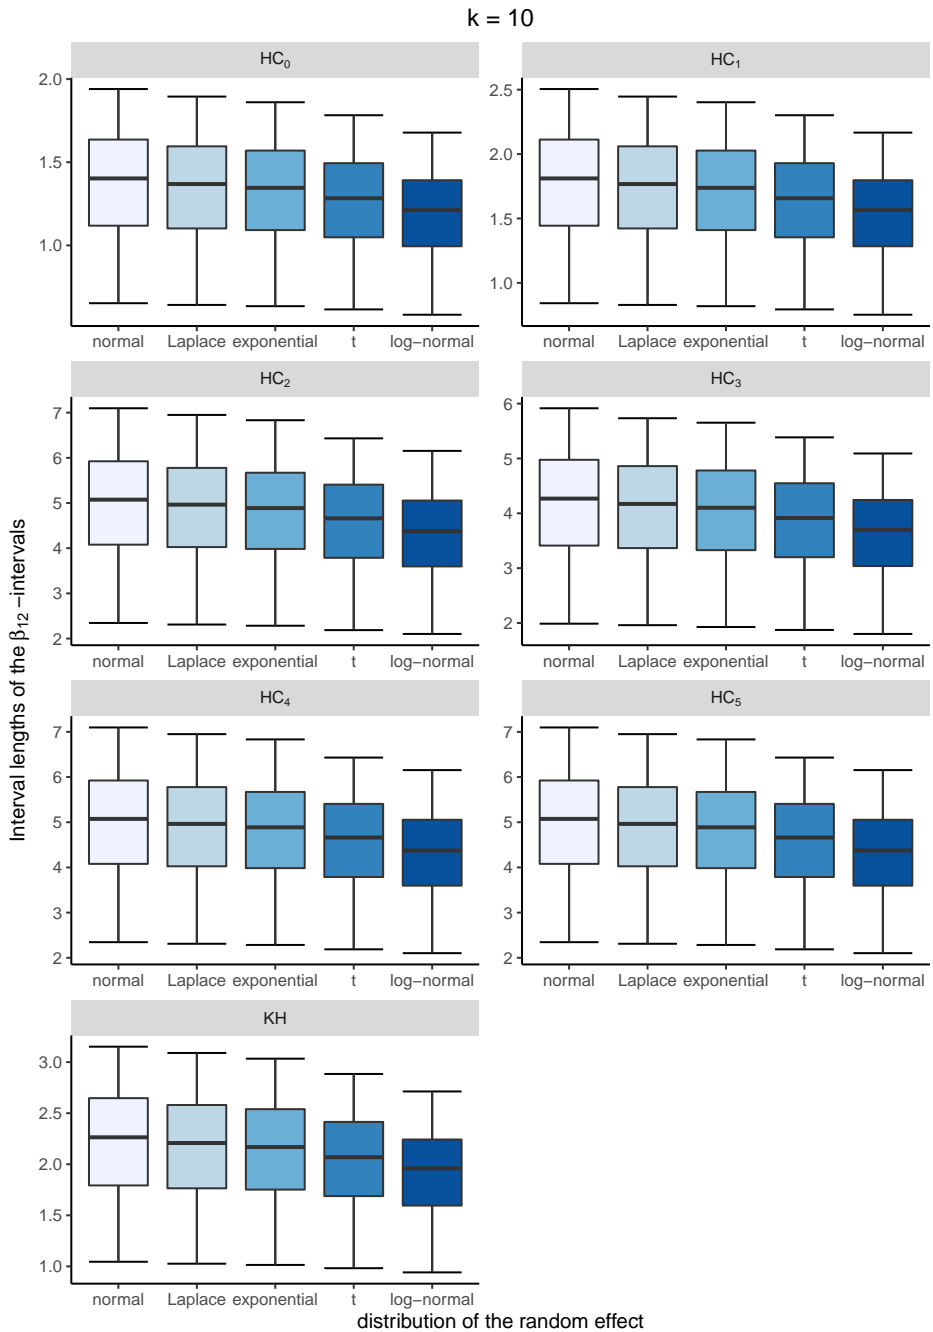 k = 10
HC₀
HC₁
2.0
1.5
1.0
2.5
2.0
1.5
1.0
normal Laplace exponential t log−normal
normal Laplace exponential t log−normal
HC₂
HC₃
7
6
5
4
3
2
6
5
4
3
2
normal Laplace exponential t log−normal
normal Laplace exponential t log−normal
Interval lengths of the β₁₂ −intervals
HC₄
HC₅
7
6
5
4
3
2
7
6
5
4
3
2
normal Laplace exponential t log−normal
normal Laplace exponential t log−normal
KH
3.0
2.5
2.0
1.5
1.0
normal Laplace exponential t log−normal
distribution of the random effect